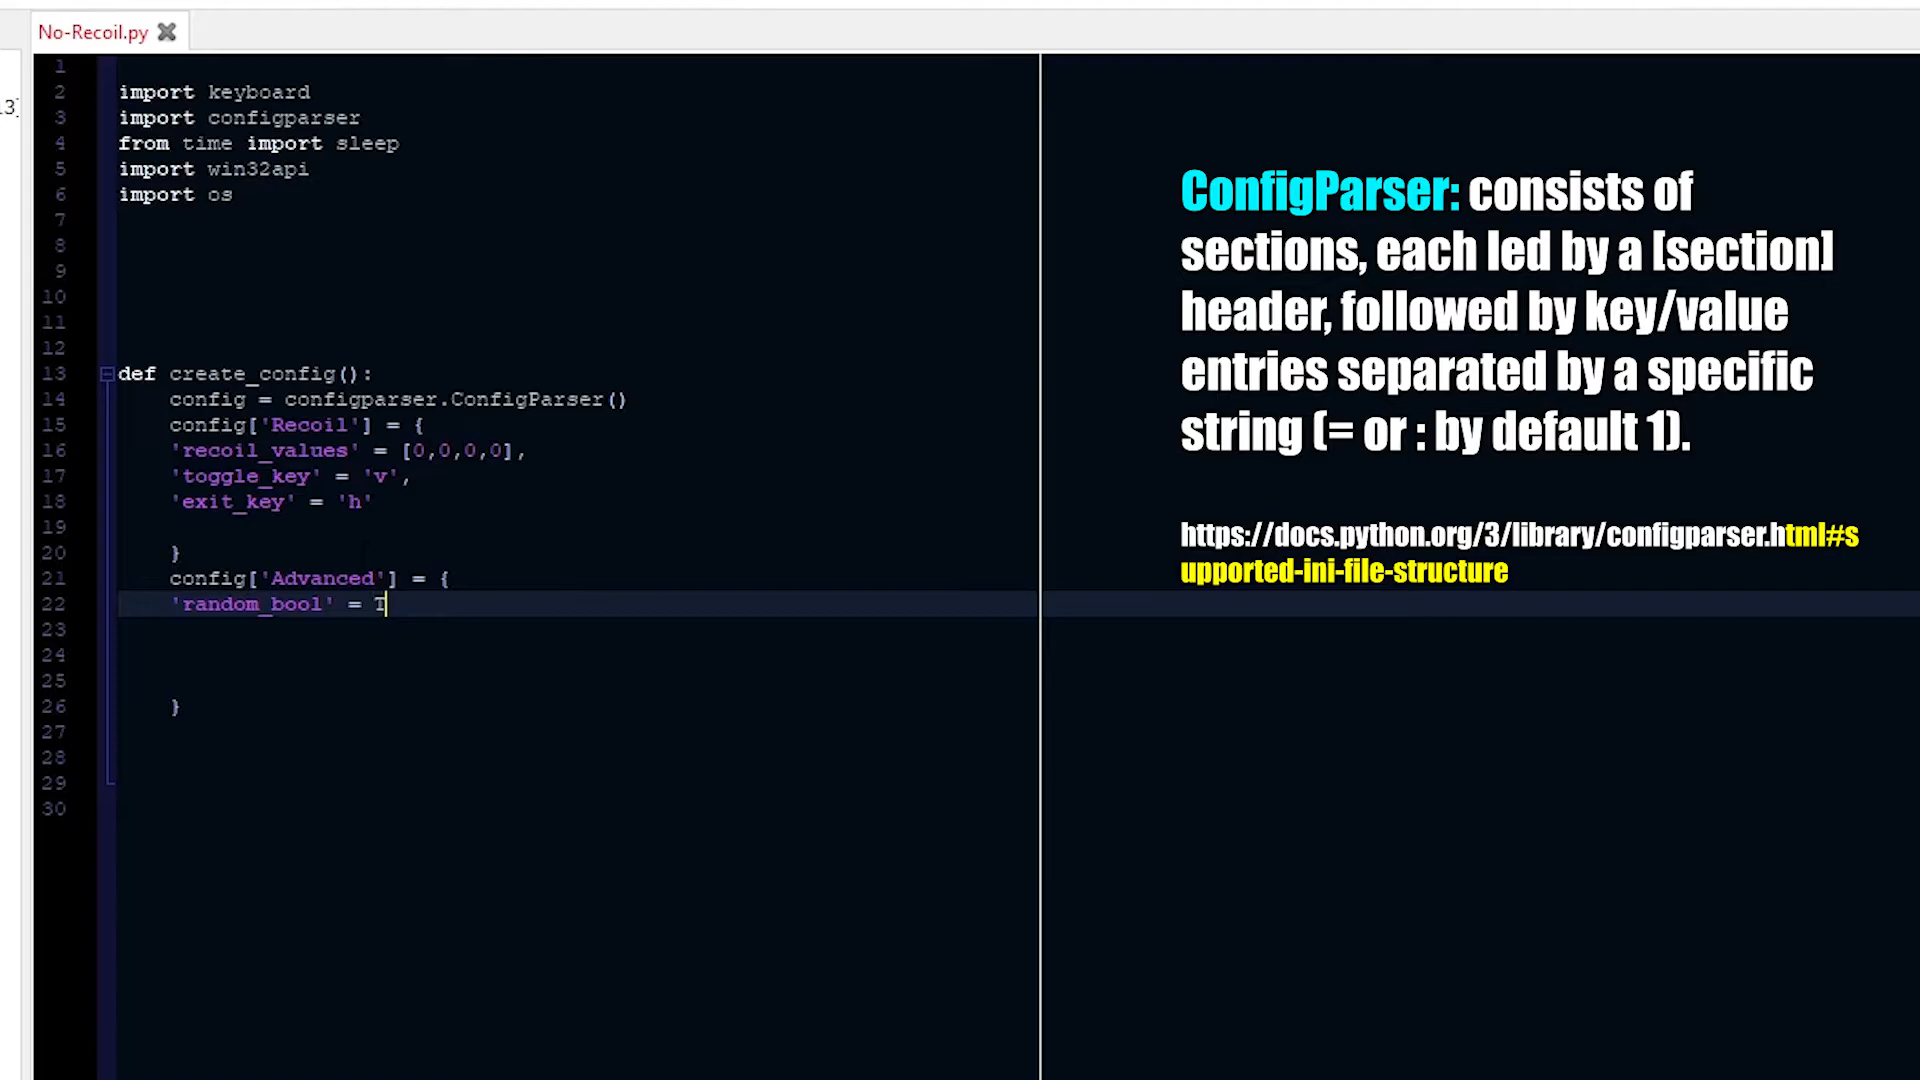 No-Recoil.py
13]
1
2 import keyboard
3 import configparser
4 from time import sleep
5 import win32api
6 import os
7
8
9
10
11
12
13 def create_config():
14 config = configparser.ConfigParser()
15 config['Recoil'] = {
16 'recoil_values' = [0,0,0,0],
17 'toggle_key' = 'v',
18 'exit_key' = 'h'
19
20 }
21 config['Advanced'] = {
22 'random_bool' = T
23
24
25
26 }
27
28
29
30
ConfigParser: consists of
sections, each led by a [section]
header, followed by key/value
entries separated by a specific
string (= or : by default 1).
https://docs.python.org/3/library/configparser.html#s
upported-ini-file-structure